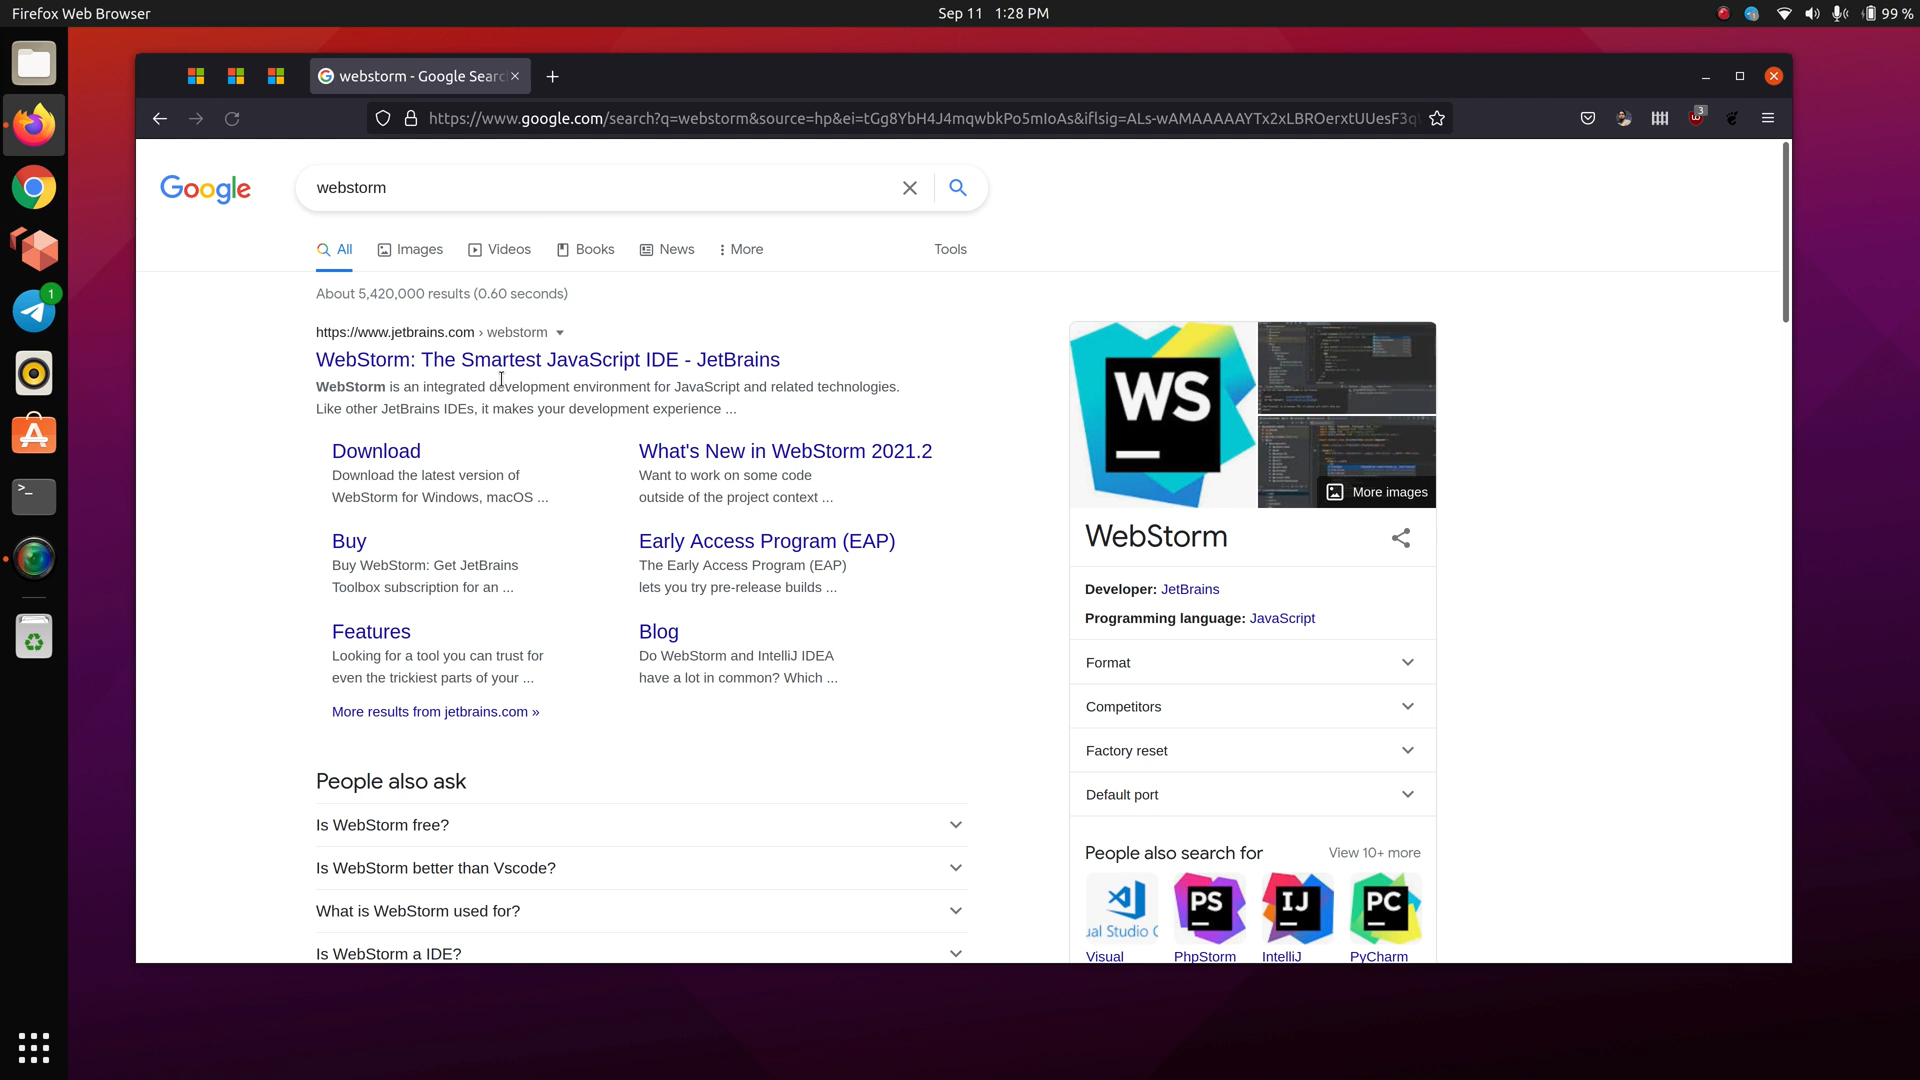 Firefox Web Browser
Sep 11 1:28 PM
99 %
webstorm - Google Searc
https://www.google.com/search?q=webstorm&source=hp&ei=tGg8YbH4J4mqwbkPo5mIoAs&iflsig=ALs-wAMAAAAAYTx2xLBROerxtUUesF3q
3
1
Google
webstorm
All
Images
Videos
Books
News
More
Tools
About 5,420,000 results (0.60 seconds)
https://www.jetbrains.com › webstorm
WebStorm: The Smartest JavaScript IDE - JetBrains
WebStorm is an integrated development environment for JavaScript and related technologies.
Like other JetBrains IDEs, it makes your development experience ...
Download
Download the latest version of
WebStorm for Windows, macOS ...
What's New in WebStorm 2021.2
Want to work on some code
outside of the project context ...
Buy
Buy WebStorm: Get JetBrains
Toolbox subscription for an ...
Early Access Program (EAP)
The Early Access Program (EAP)
lets you try pre-release builds ...
Features
Looking for a tool you can trust for
even the trickiest parts of your ...
Blog
Do WebStorm and IntelliJ IDEA
have a lot in common? Which ...
More results from jetbrains.com »
People also ask
Is WebStorm free?
Is WebStorm better than Vscode?
What is WebStorm used for?
Is WebStorm a IDE?
WS
More images
WebStorm
Developer: JetBrains
Programming language: JavaScript
Format
Competitors
Factory reset
Default port
People also search for
View 10+ more
ual Studio C
PS
IJ
PC
Visual
PhpStorm
IntelliJ
PyCharm